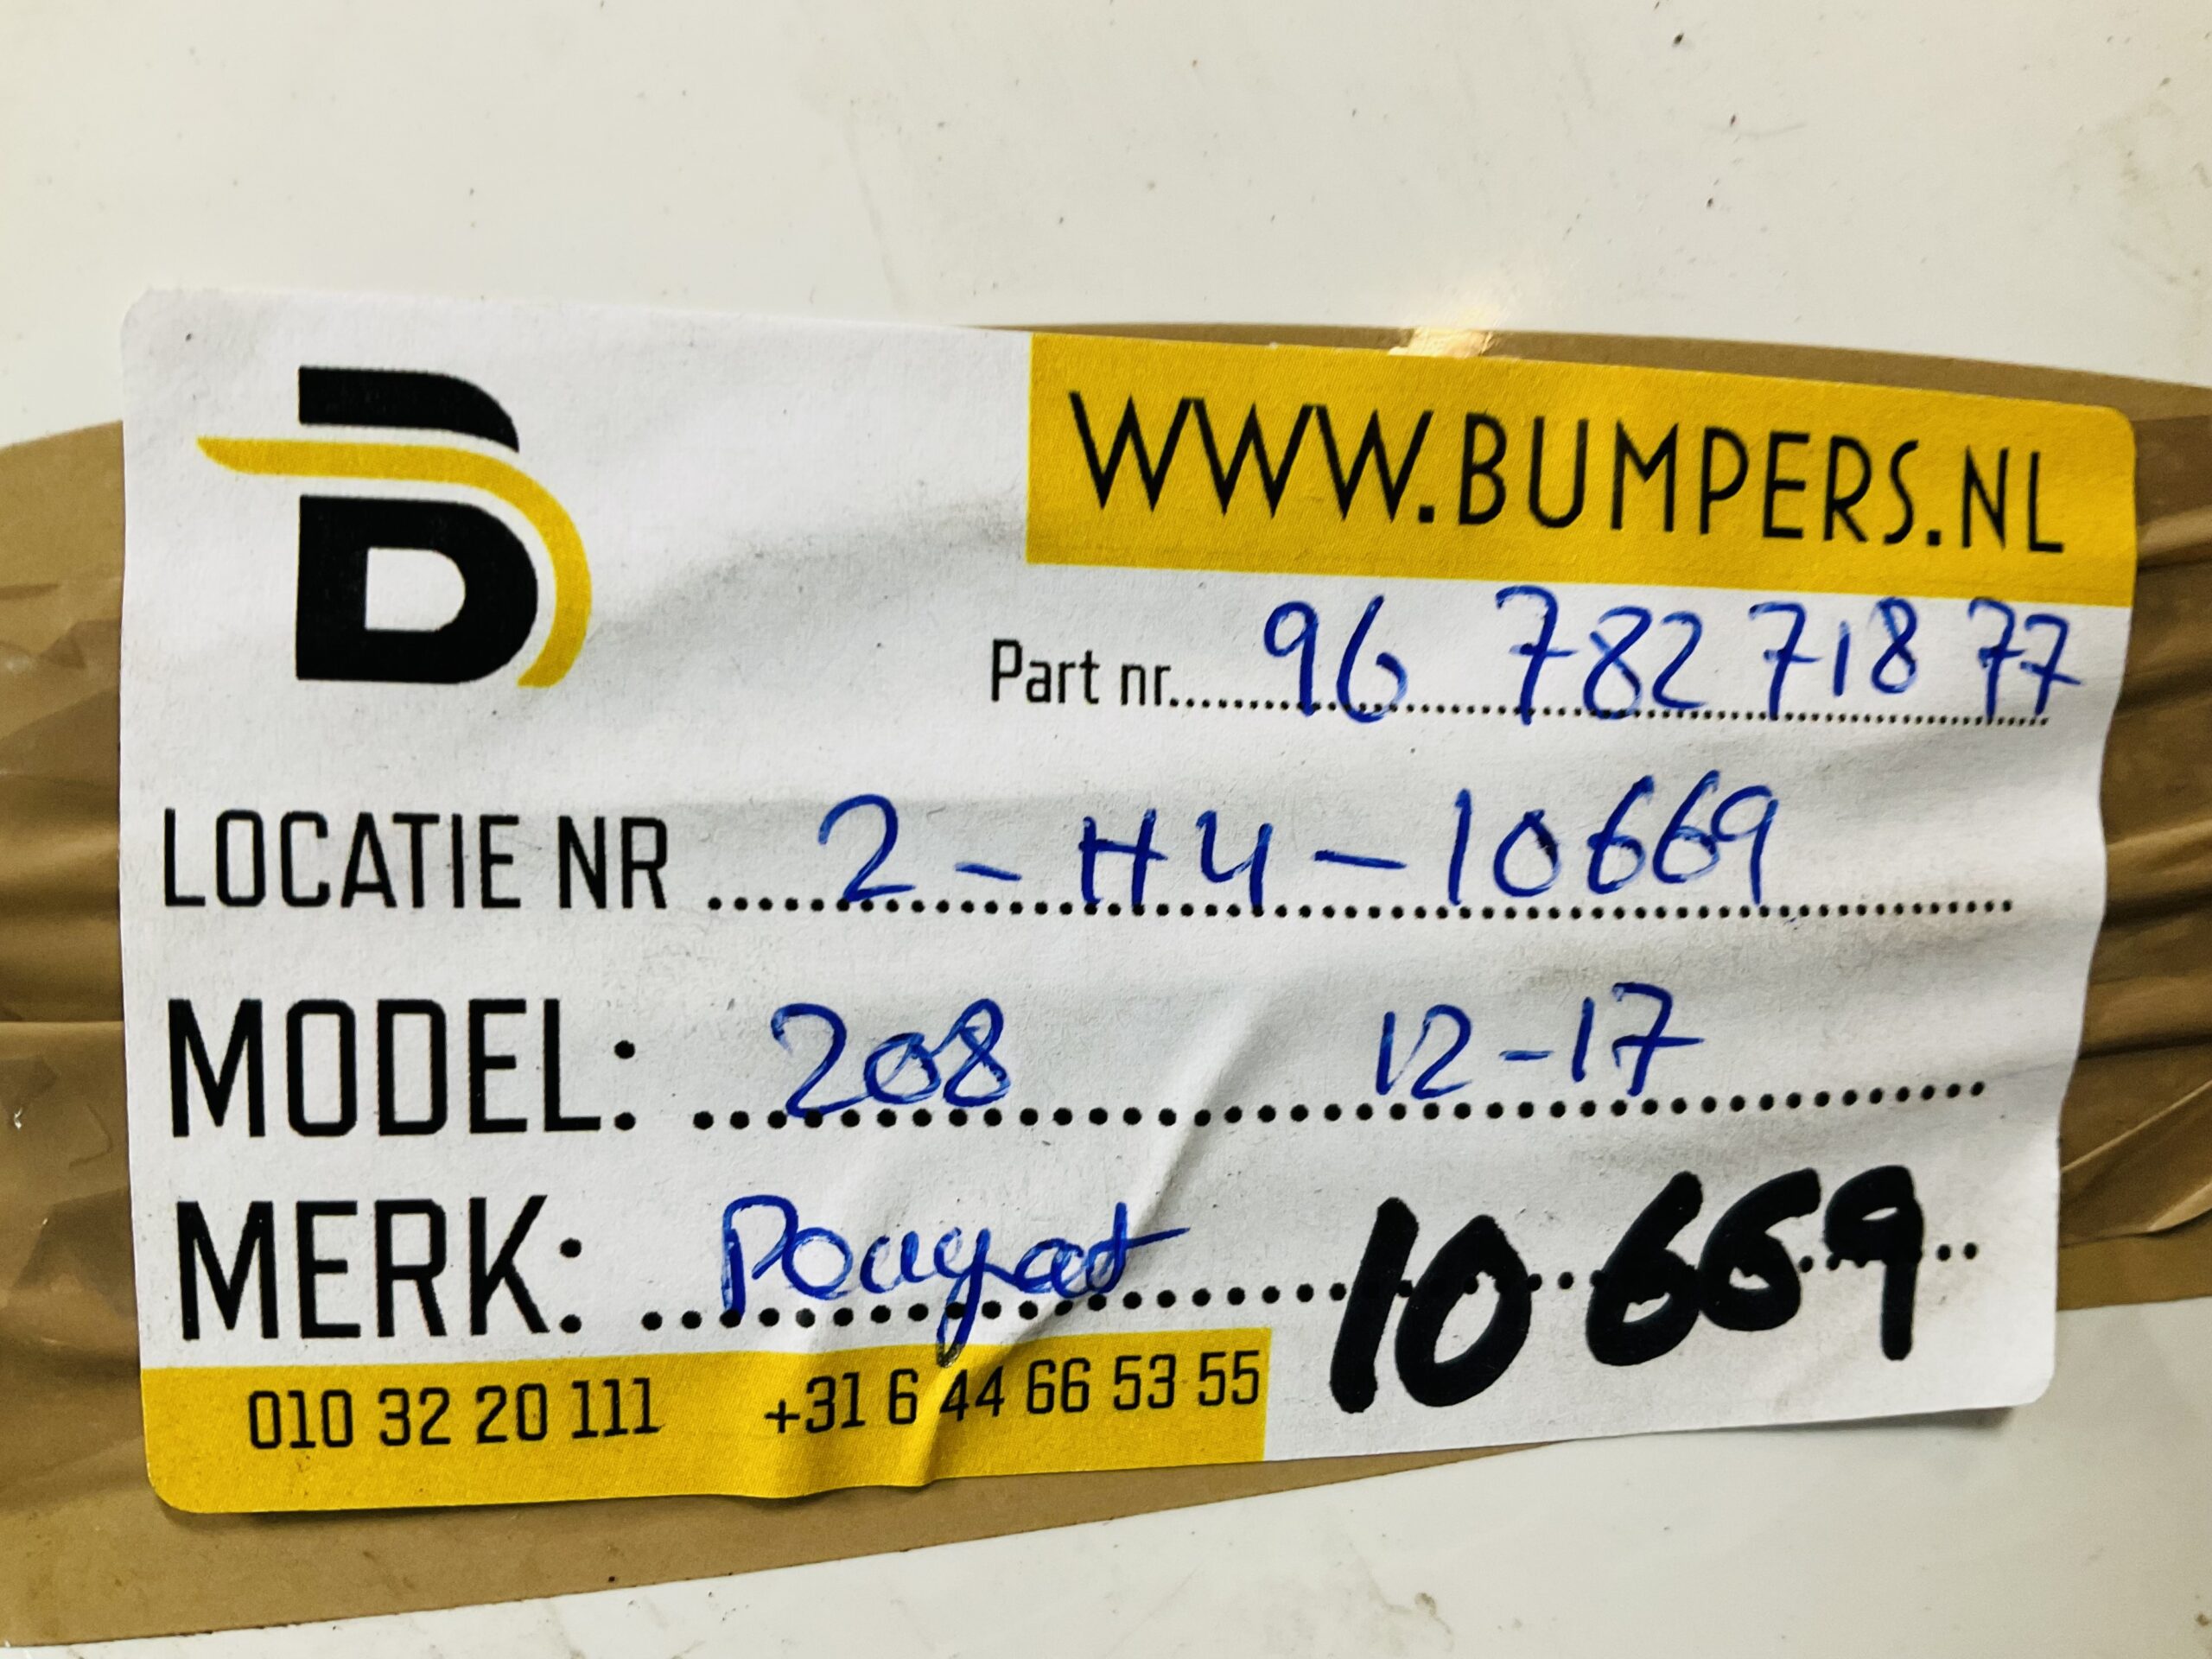 B
WWW.BUMPERS.NL
Part nr. 96 782 718 77
LOCATIE NR 2-H4-10669
MODEL: 208 12-17
MERK: Pougeot 10669
010 32 20 111 +31 6 44 66 53 55